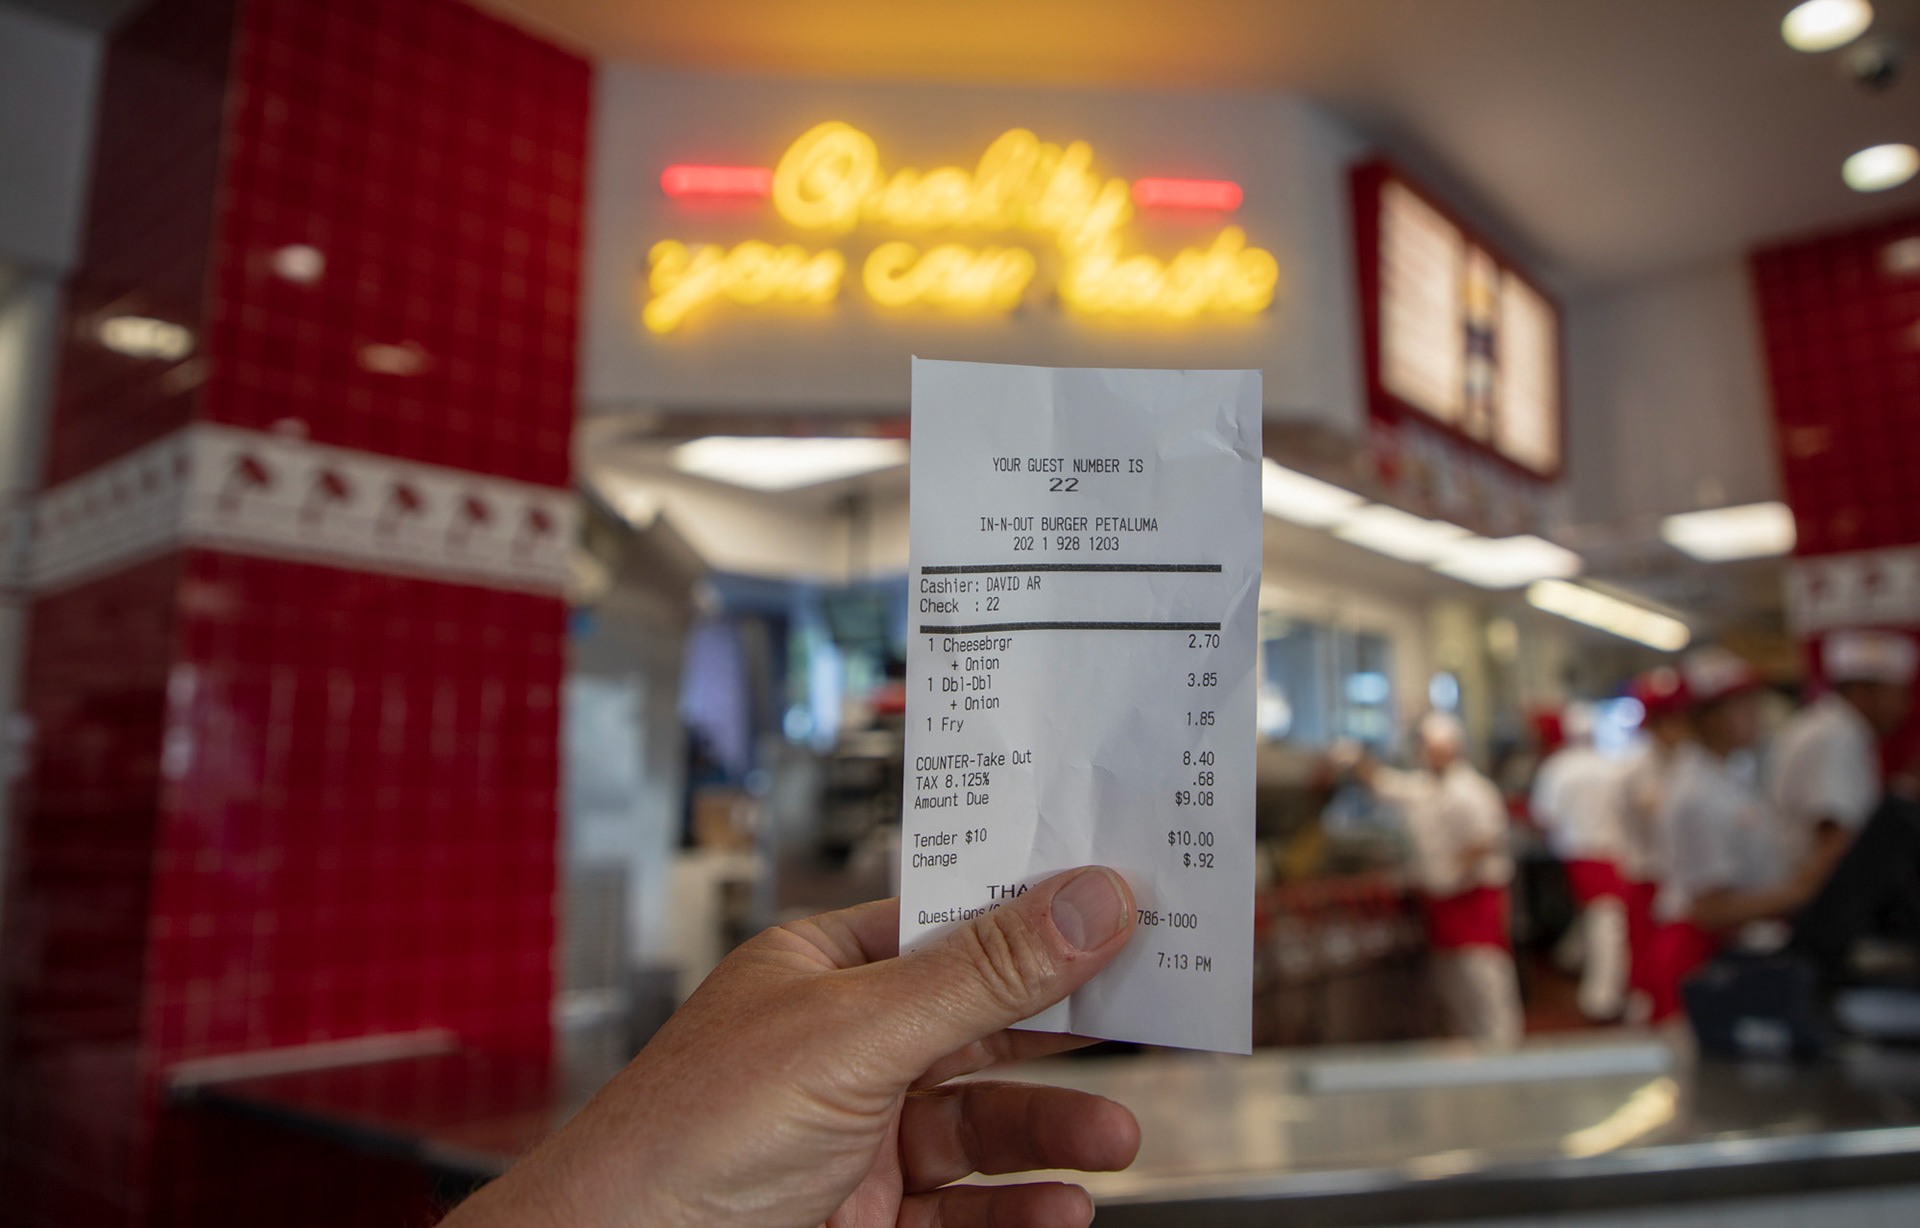 Quality
you can taste
YOUR GUEST NUMBER IS
22
IN-N-OUT BURGER PETALUMA
202 1 928 1203
Cashier: DAVID AR
Check : 22
1 Cheesebrgr 2.70
+ Onion
1 Dbl-Dbl 3.85
+ Onion
1 Fry 1.85
COUNTER-Take Out 8.40
TAX 8.125% .68
Amount Due $9.08
Tender $10 $10.00
Change $.92
THA
Questions/ 786-1000
7:13 PM